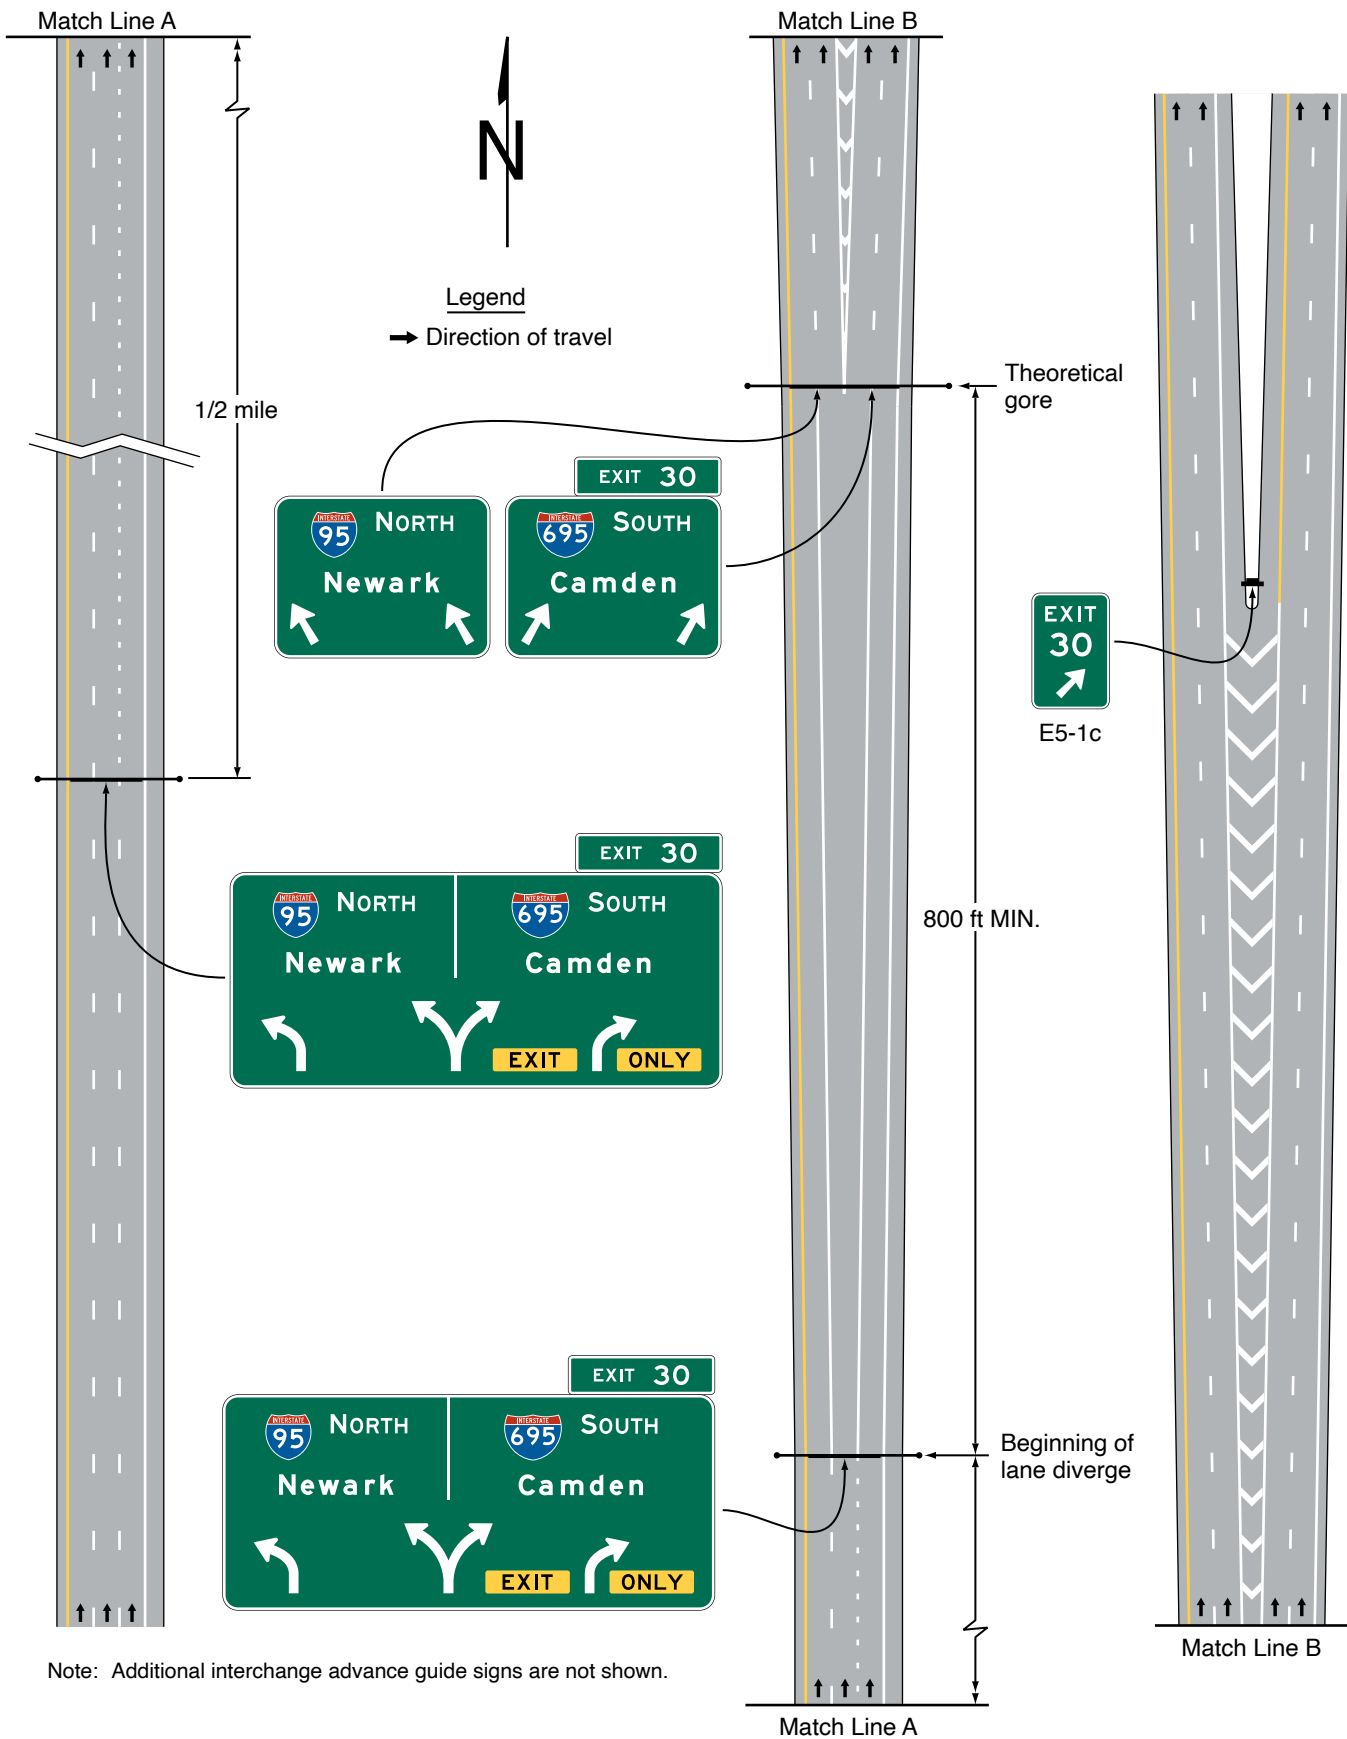 Match Line A
Match Line B
N
Legend
Direction of travel
1/2 mile
Theoretical
gore
EXIT 30
INTERSTATE
95
NORTH
Newark
INTERSTATE
695
SOUTH
Camden
EXIT
30
E5-1c
EXIT 30
INTERSTATE
95
NORTH
Newark
INTERSTATE
695
SOUTH
Camden
EXIT ONLY
800 ft MIN.
EXIT 30
INTERSTATE
95
NORTH
Newark
INTERSTATE
695
SOUTH
Camden
EXIT ONLY
Beginning of
lane diverge
Note: Additional interchange advance guide signs are not shown.
Match Line A
Match Line B